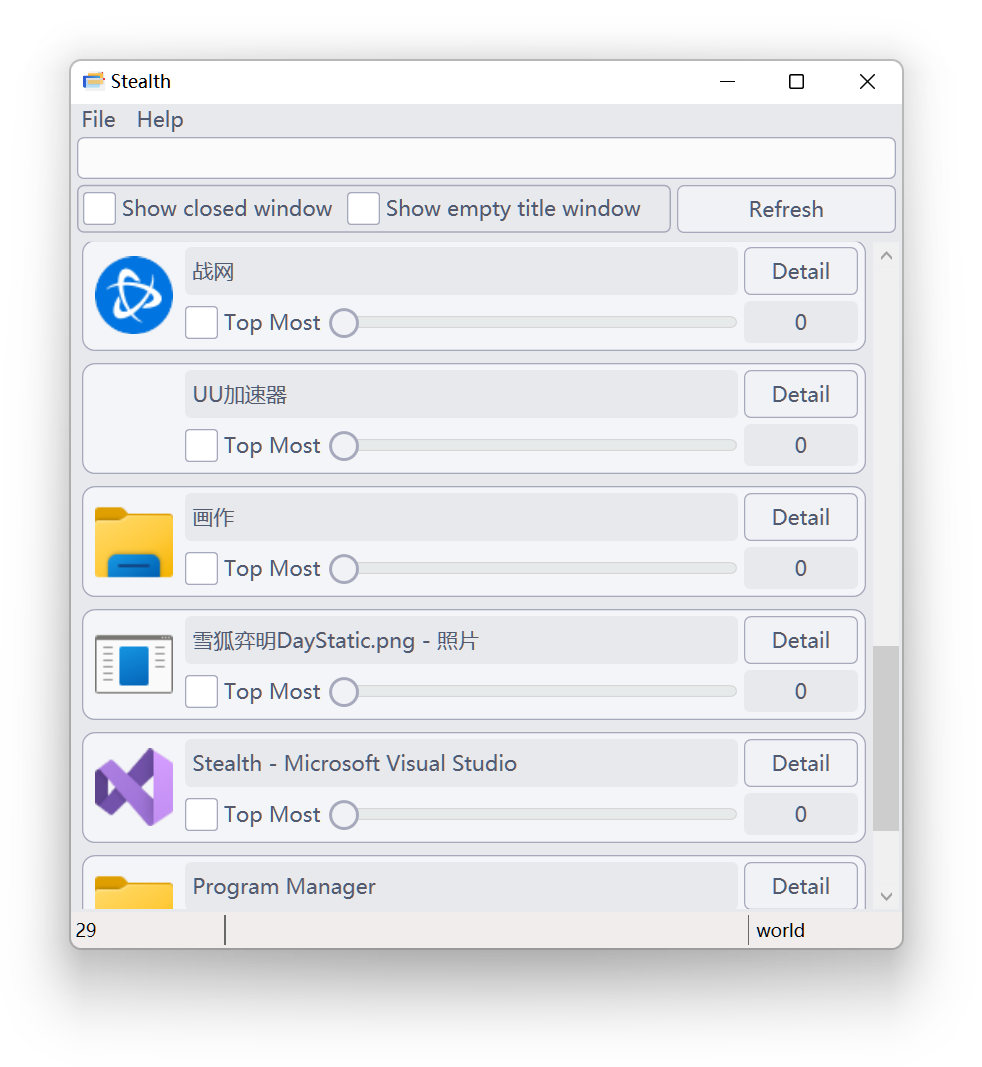 Stealth
File Help
Show closed window Show empty title window Refresh
战网 Detail
Top Most 0
UU加速器 Detail
Top Most 0
画作 Detail
Top Most 0
雪狐弈明DayStatic.png - 照片 Detail
Top Most 0
Stealth - Microsoft Visual Studio Detail
Top Most 0
Program Manager Detail
29 world